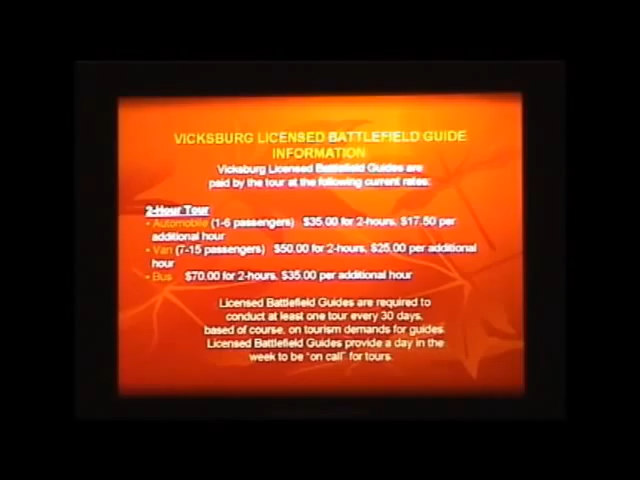 VICKSBURG LICENSED BATTLEFIELD GUIDE
INFORMATION
Vicksburg Licensed Battlefield Guides are
paid by the tour at the following current rates:
2-Hour Tour
• Automobile (1-6 passengers) $35.00 for 2-hours, $17.50 per
additional hour
• Van (7-15 passengers) $50.00 for 2-hours, $25.00 per additional
hour
• Bus $70.00 for 2-hours, $35.00 per additional hour
Licensed Battlefield Guides are required to
conduct at least one tour every 30 days,
based of course, on tourism demands for guides.
Licensed Battlefield Guides provide a day in the
week to be "on call" for tours.